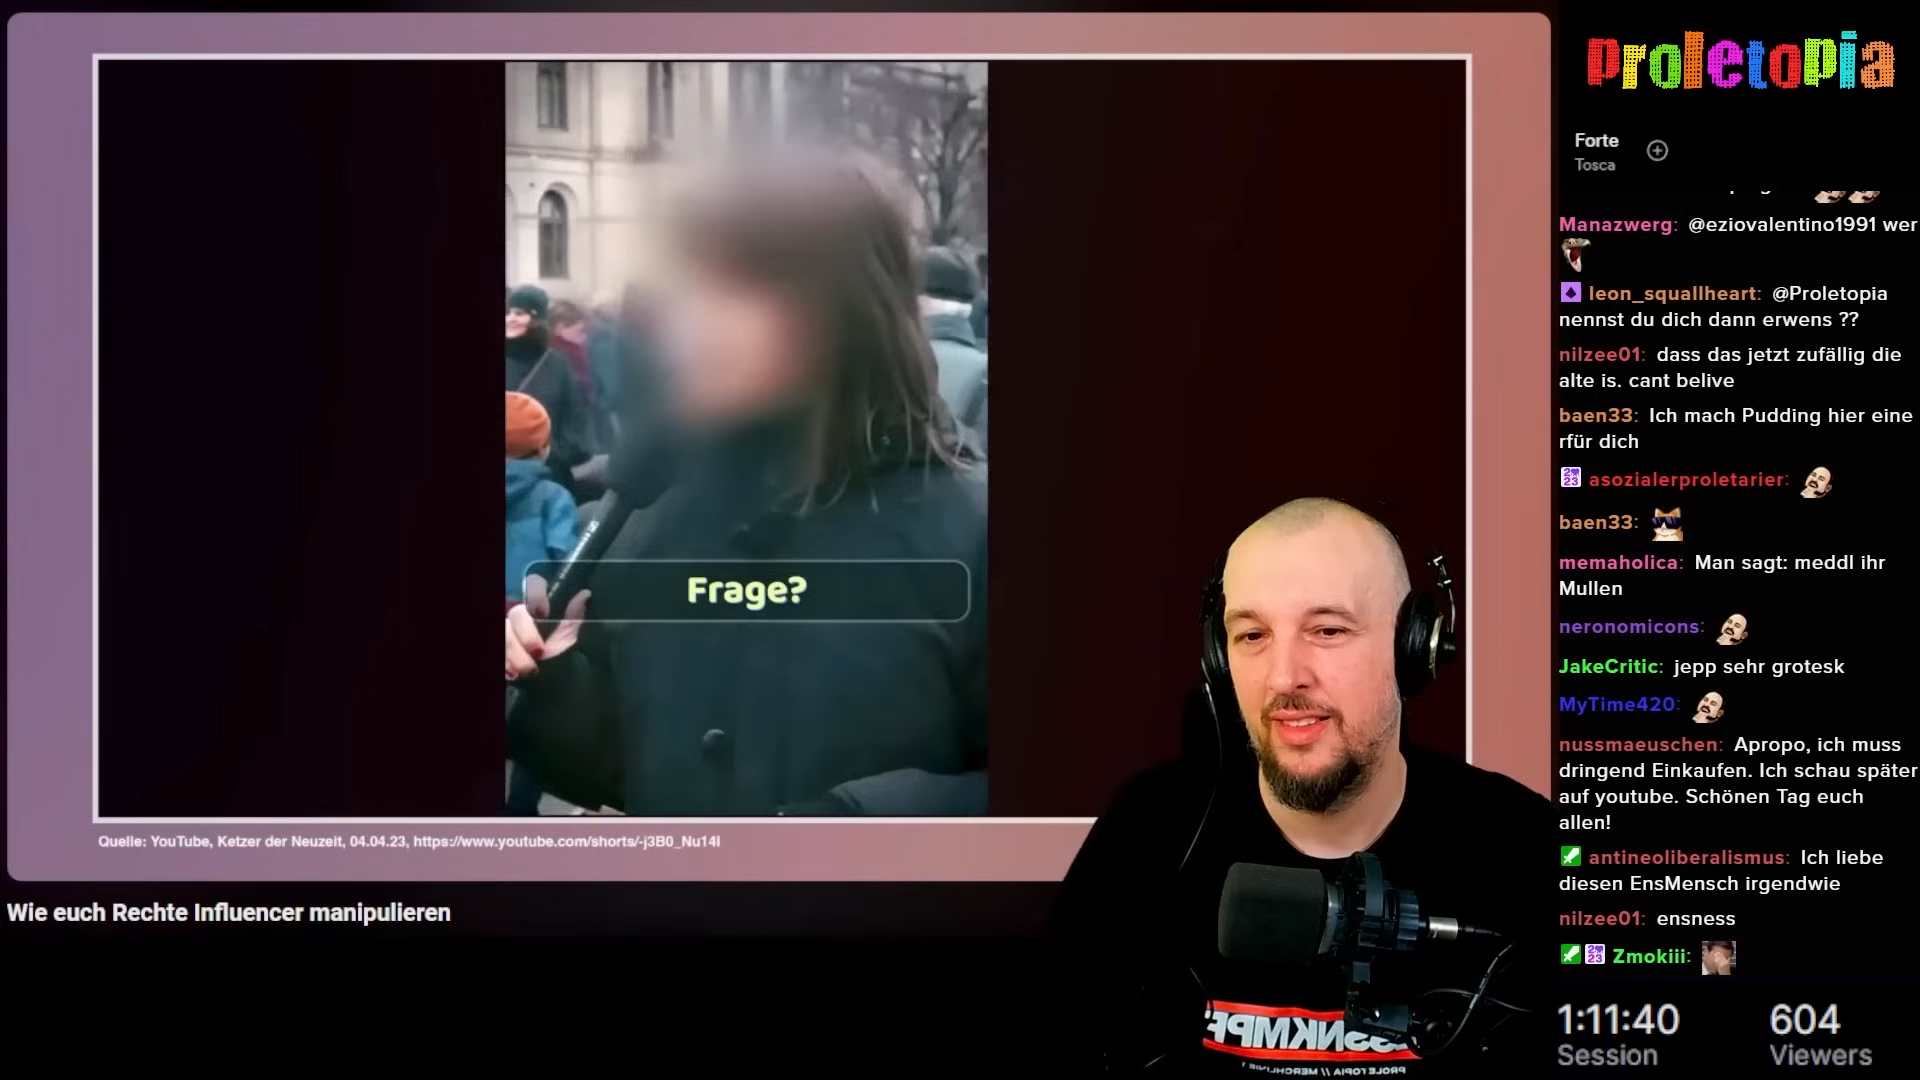 Proletopia
Forte
Tosca
Manazwerg: @eziovalentino1991 wer
leon_squallheart: @Proletopia
nennst du dich dann erwens ??
nilzee01: dass das jetzt zufällig die
alte is. cant belive
baen33: Ich mach Pudding hier eine
rfür dich
2023 asozialerproletarier:
baen33:
memaholica: Man sagt: meddl ihr
Mullen
neronomicons:
JakeCritic: jepp sehr grotesk
MyTime420:
nussmaeuschen: Apropo, ich muss
dringend Einkaufen. Ich schau später
auf youtube. Schönen Tag euch
allen!
antineoliberalismus: Ich liebe
diesen EnsMensch irgendwie
nilzee01: ensness
Zmokiii:
1:11:40
Session
604
Viewers
Frage?
Quelle: YouTube, Ketzer der Neuzeit, 04.04.23, https://www.youtube.com/shorts/-j3B0_Nu14I
Wie euch Rechte Influencer manipulieren
PROLETOPIA // MERCH